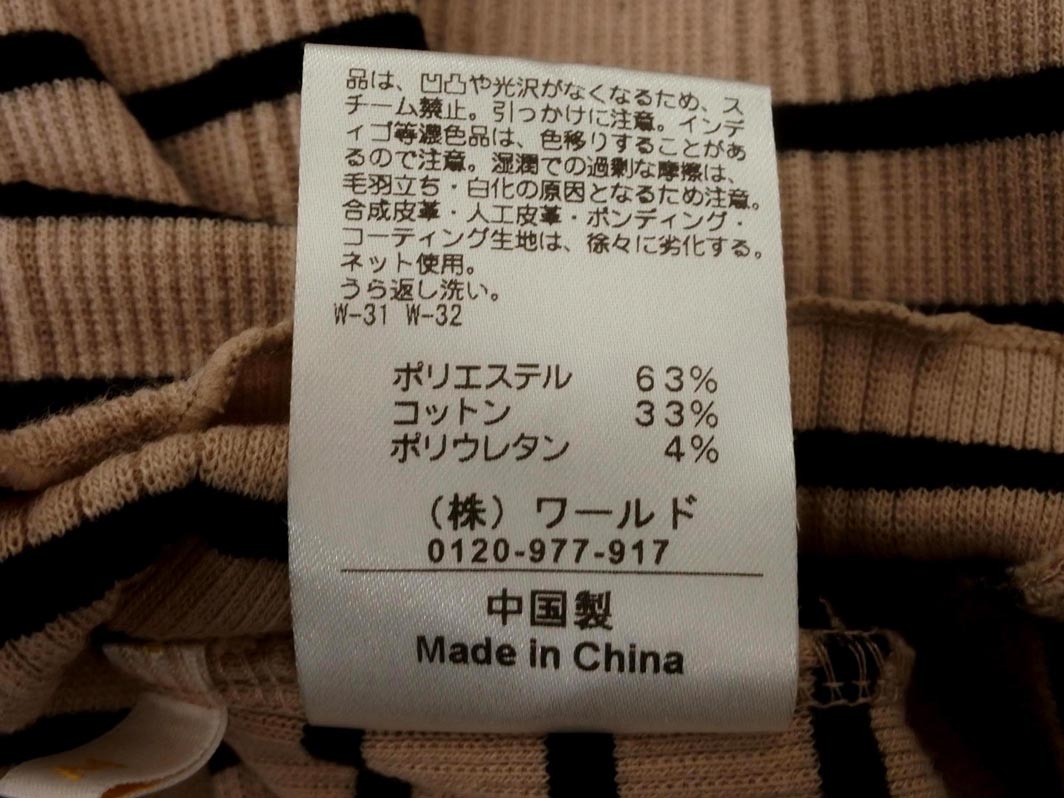 品は、凹凸や光沢がなくなるため、ス
チーム禁止。引っかけに注意。インデ
ィゴ等濃色品は、色移りすることがあ
るので注意。湿潤での過剰な摩擦は、
毛羽立ち・白化の原因となるため注意。
合成皮革・人工皮革・ボンディング・
コーティング生地は、徐々に劣化する。
ネット使用。
うら返し洗い。
W-31 W-32
ポリエステル 63%
コットン 33%
ポリウレタン 4%
（株）ワールド
0120-977-917
中国製
Made in China